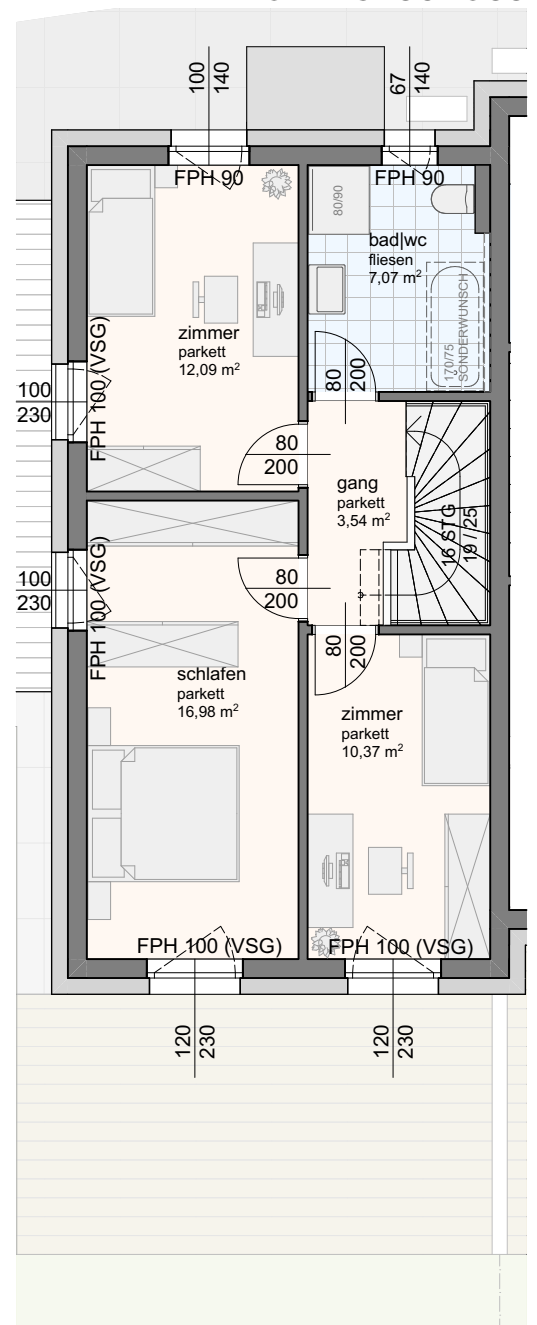 100
140
67
140
FPH 90
FPH 90
80/90
bad|wc
fliesen
7,07 m²
170/75
SONDERWUNSCH
zimmer
parkett
12,09 m²
100
230
FPH 100 (VSG)
80
200
80
200
gang
parkett
3,54 m²
16 STG
19 / 25
100
230
FPH 100 (VSG)
80
200
80
200
schlafen
parkett
16,98 m²
zimmer
parkett
10,37 m²
FPH 100 (VSG)
FPH 100 (VSG)
120
230
120
230